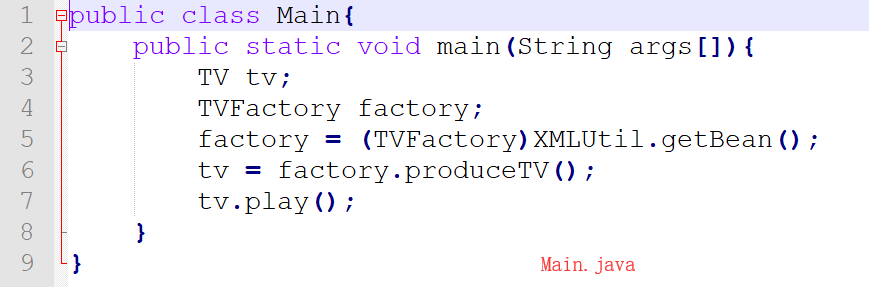 1 public class Main{
2 public static void main(String args[]){
3 TV tv;
4 TVFactory factory;
5 factory = (TVFactory)XMLUtil.getBean();
6 tv = factory.produceTV();
7 tv.play();
8 }
9 }
Main.java